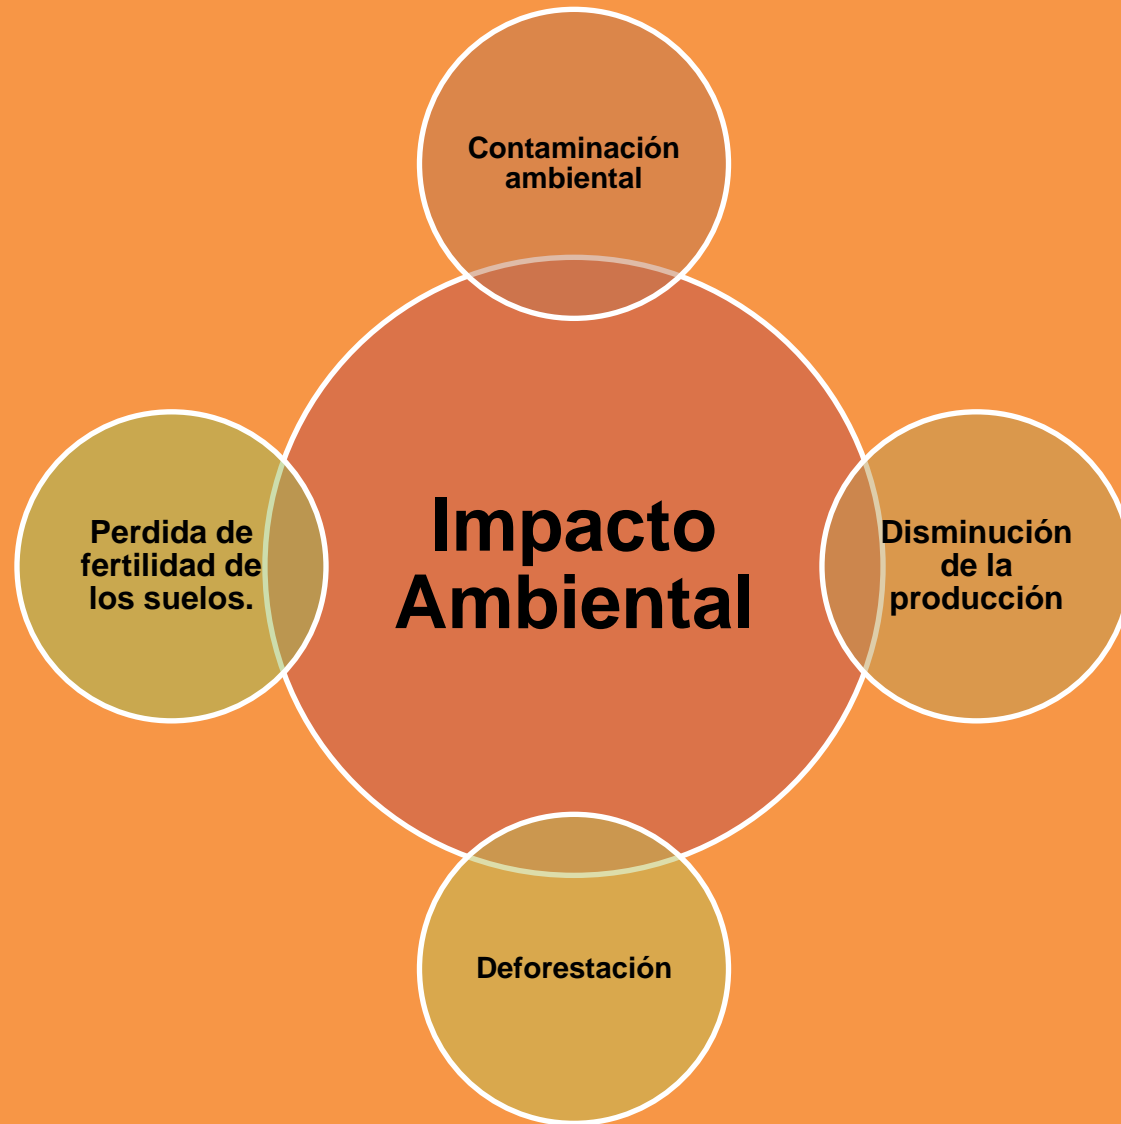 Contaminación
ambiental
Perdida de
fertilidad de
los suelos.
Impacto
Ambiental
Disminución
de la
producción
Deforestación